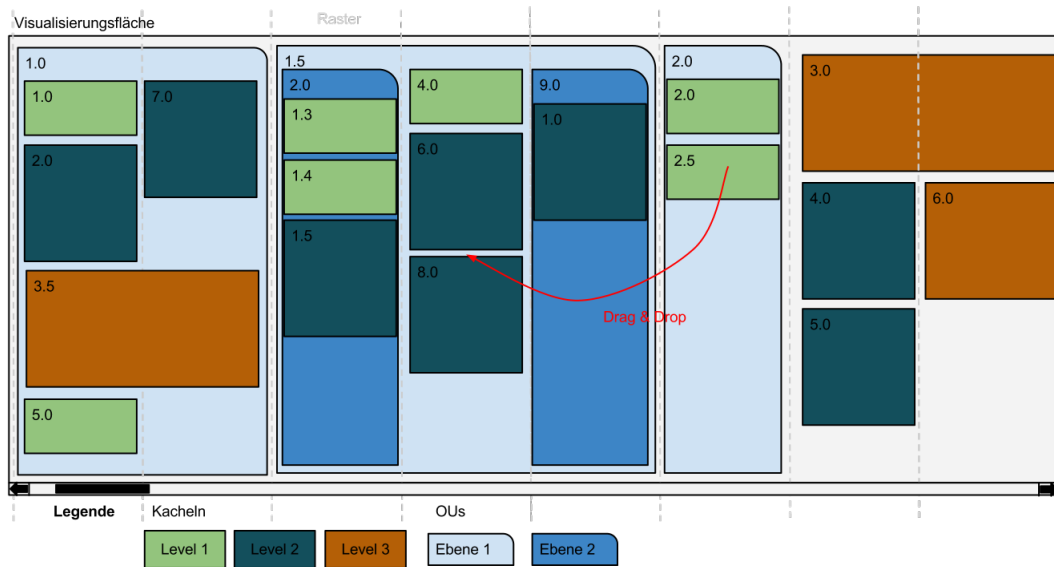 Visualisierungsfläche
Raster
1.0
1.0
7.0
2.0
3.5
5.0
1.5
2.0
1.3
1.4
1.5
4.0
6.0
8.0
9.0
1.0
2.0
2.0
2.5
Drag & Drop
3.0
4.0
6.0
5.0
Legende
Kacheln
OUs
Level 1
Level 2
Level 3
Ebene 1
Ebene 2